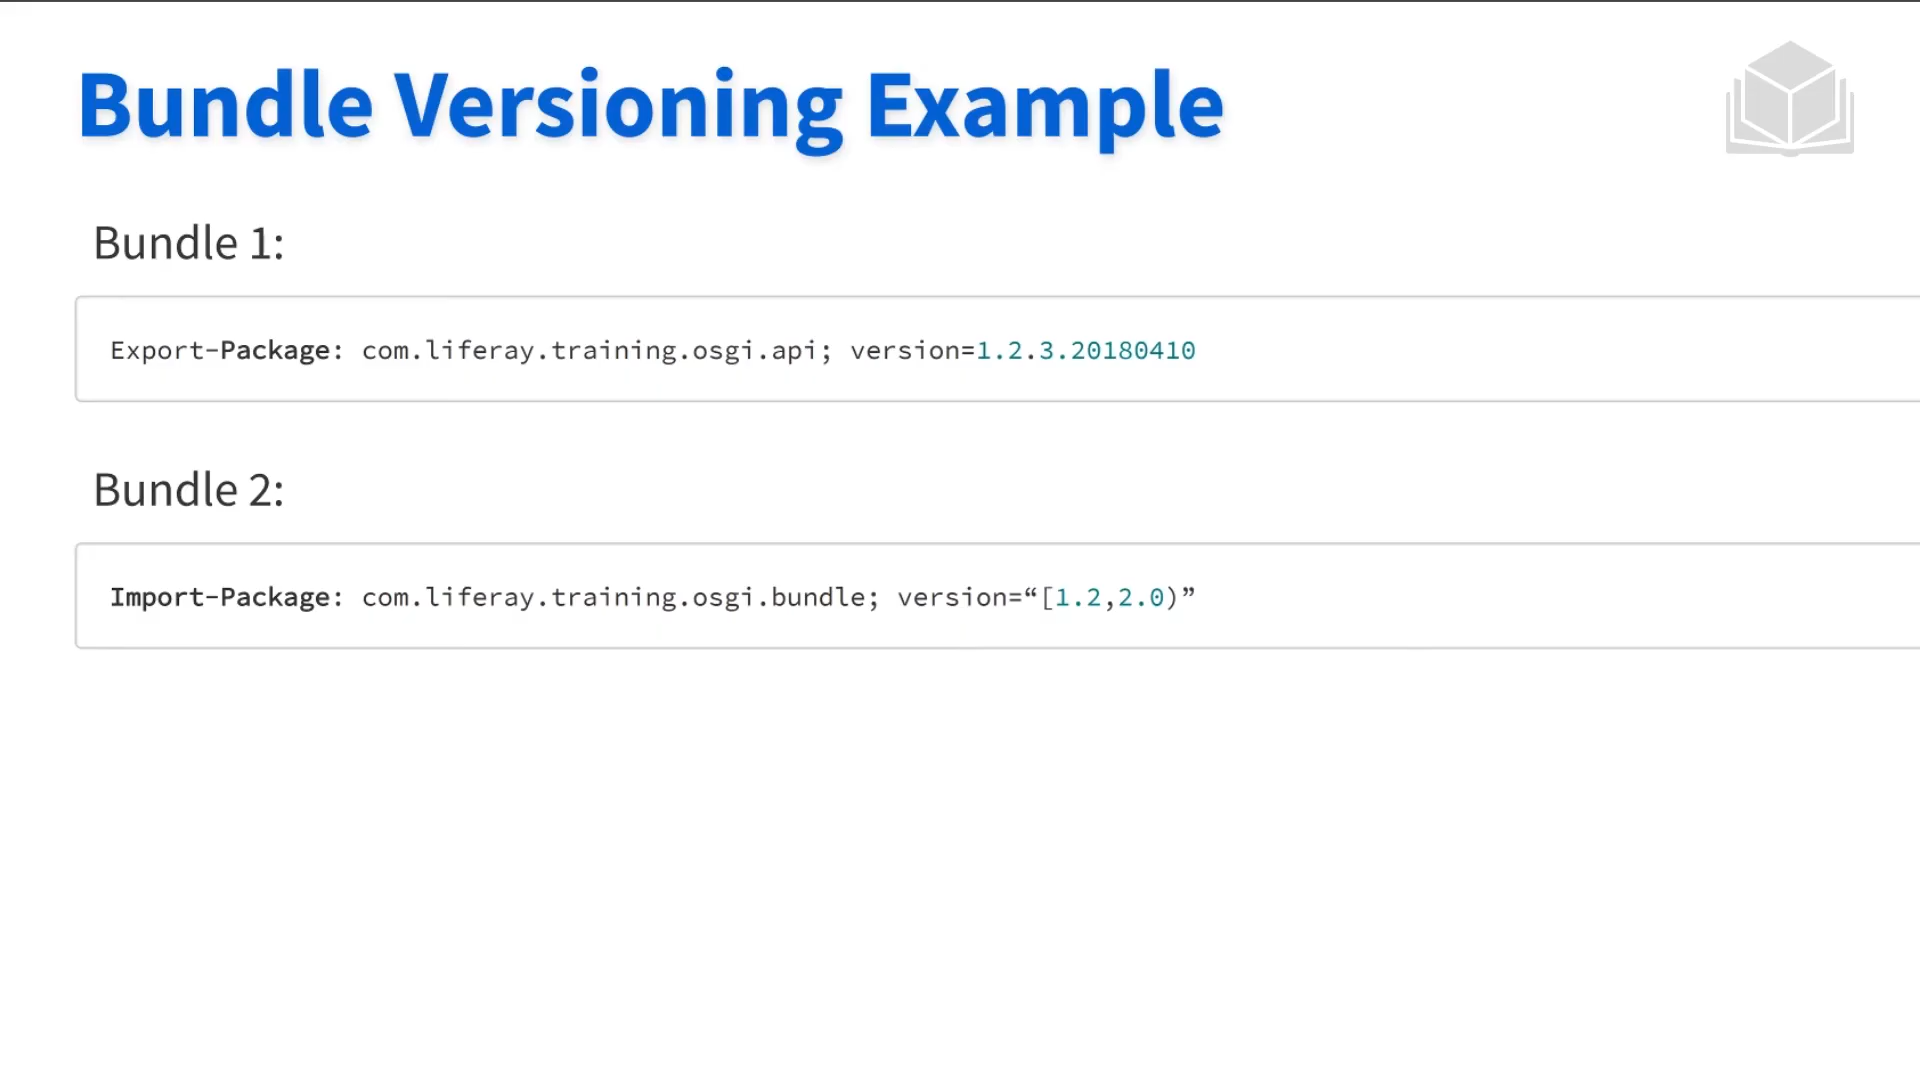 Bundle Versioning Example
Bundle 1:
Export-Package: com.liferay.training.osgi.api; version=1.2.3.20180410
Bundle 2:
Import-Package: com.liferay.training.osgi.bundle; version=“[1.2,2.0)”